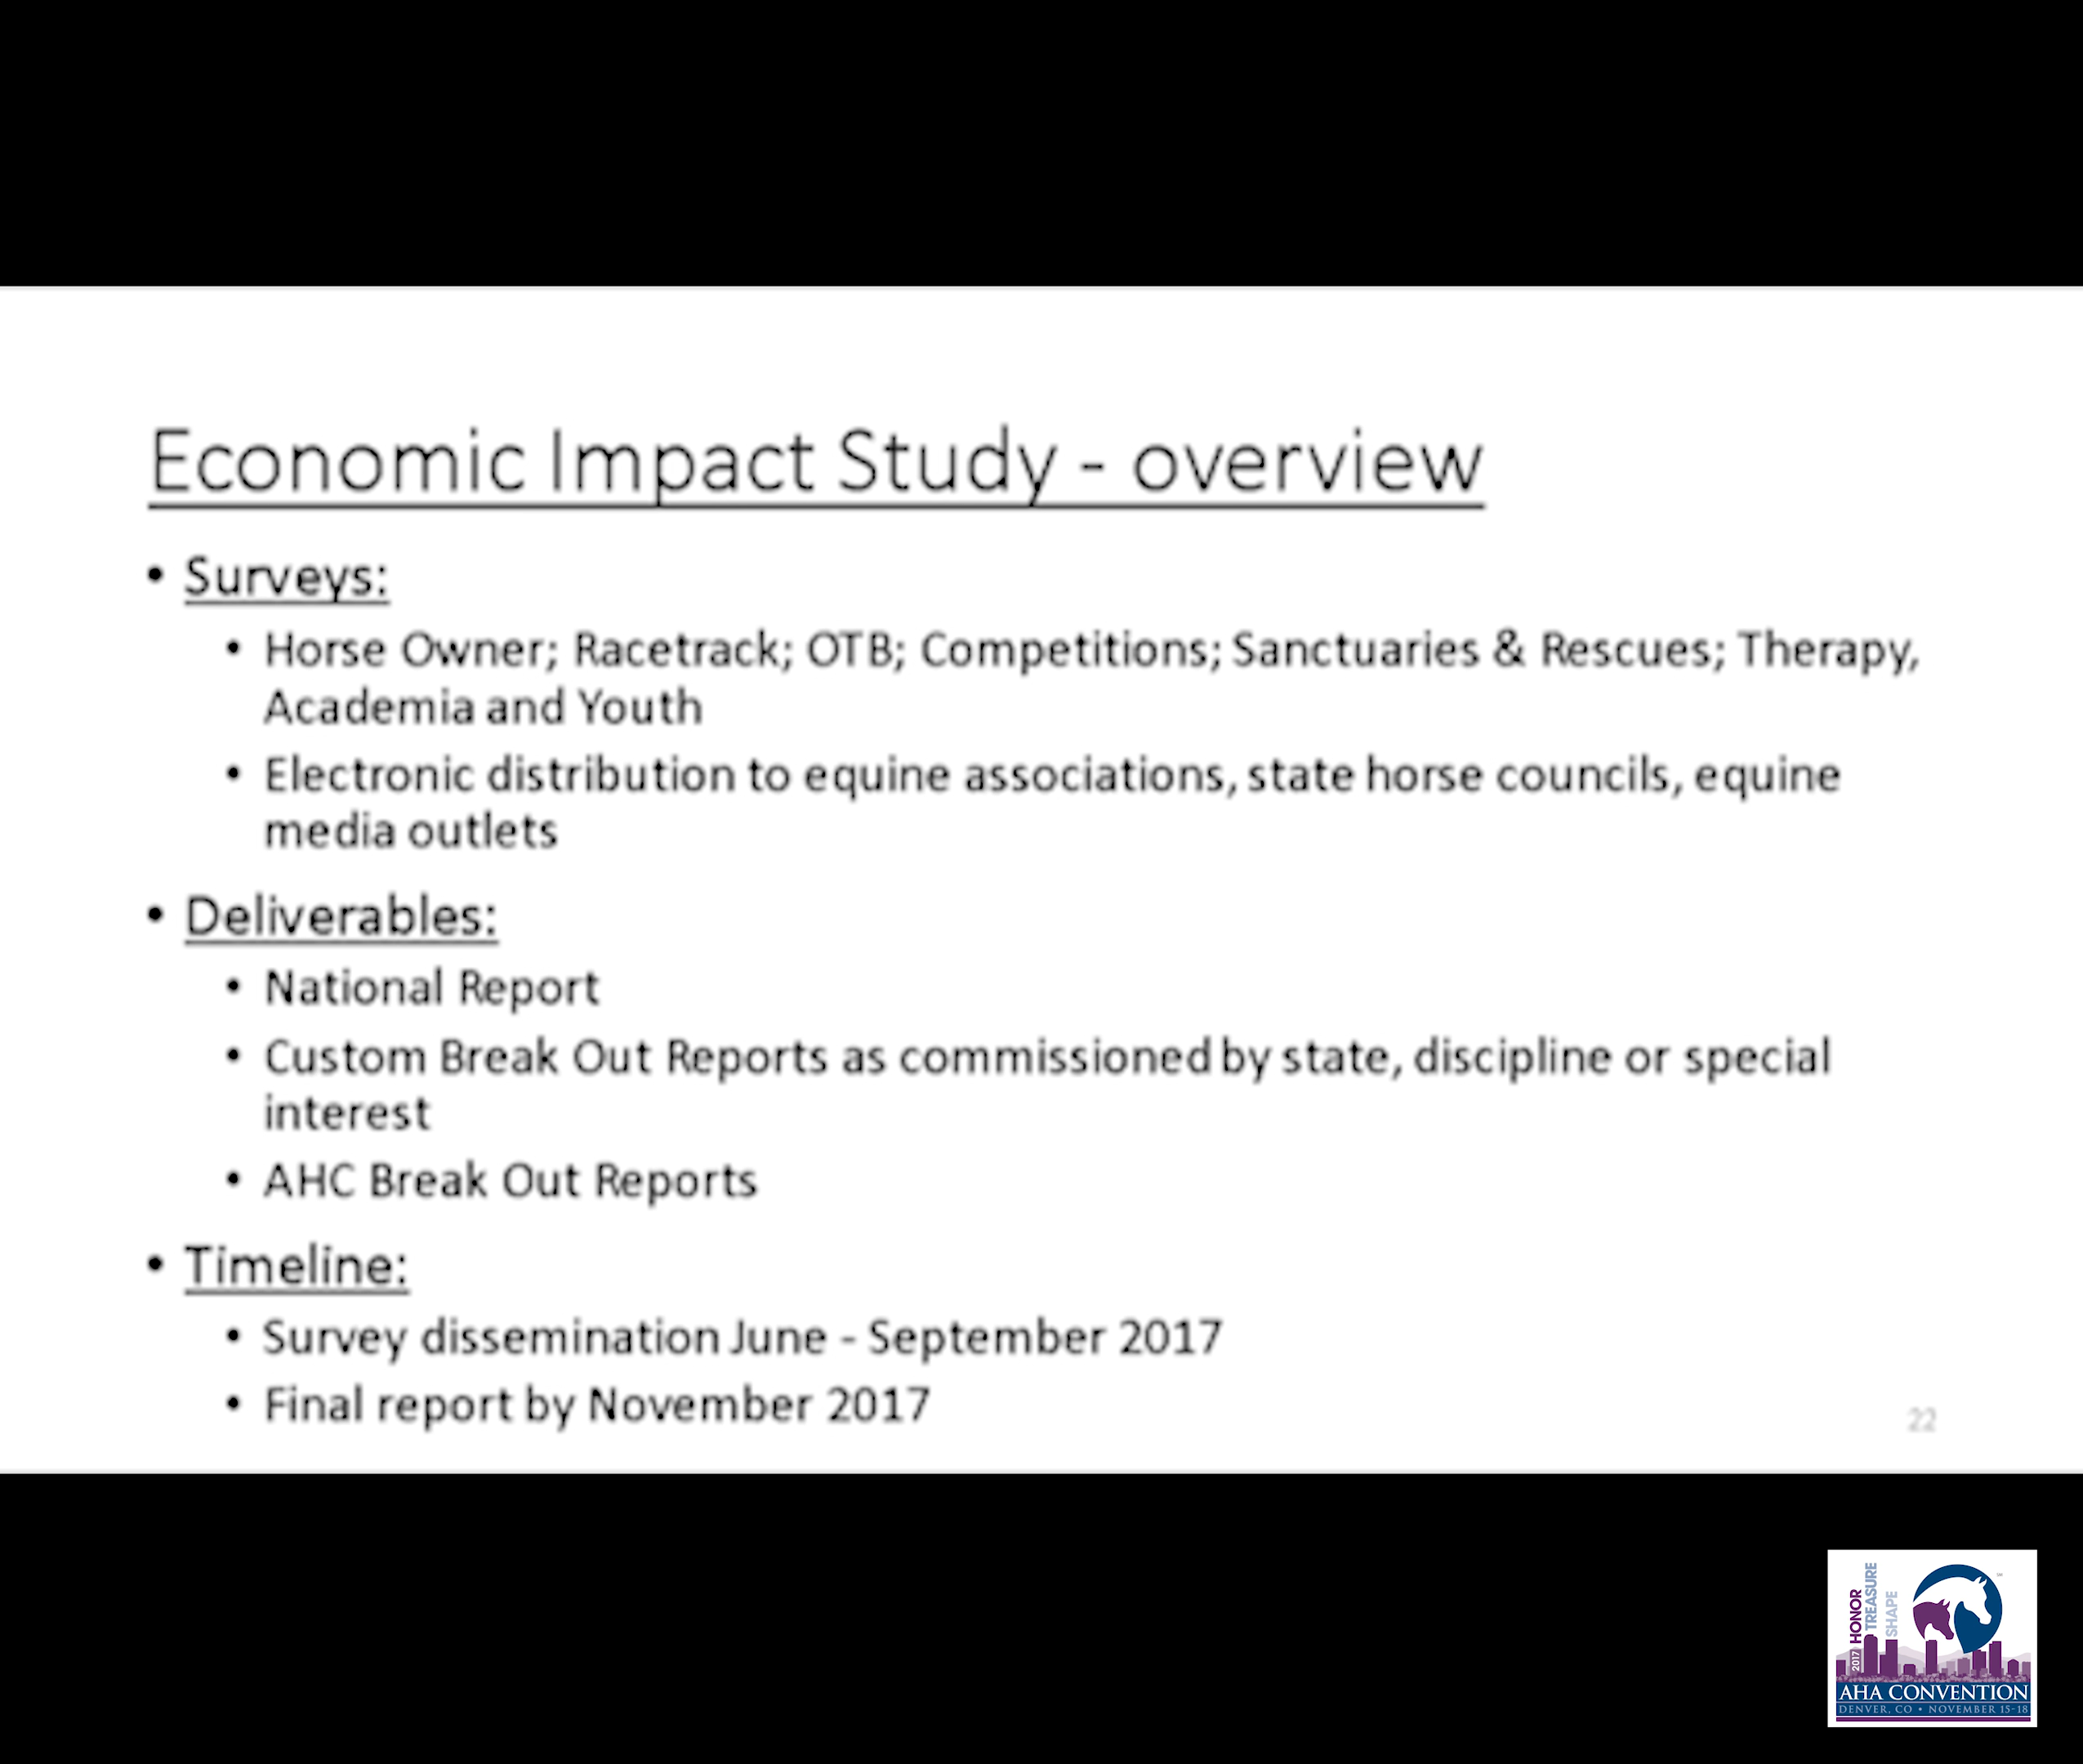 Economic Impact Study - overview
• Surveys:
• Horse Owner; Racetrack; OTB; Competitions; Sanctuaries & Rescues; Therapy,
Academia and Youth
• Electronic distribution to equine associations, state horse councils, equine
media outlets
• Deliverables:
• National Report
• Custom Break Out Reports as commissioned by state, discipline or special
interest
• AHC Break Out Reports
• Timeline:
• Survey dissemination June - September 2017
• Final report by November 2017
22
2017 HONOR
TREASURE
SHAPE
AHA CONVENTION
DENVER, CO • NOVEMBER 15-18